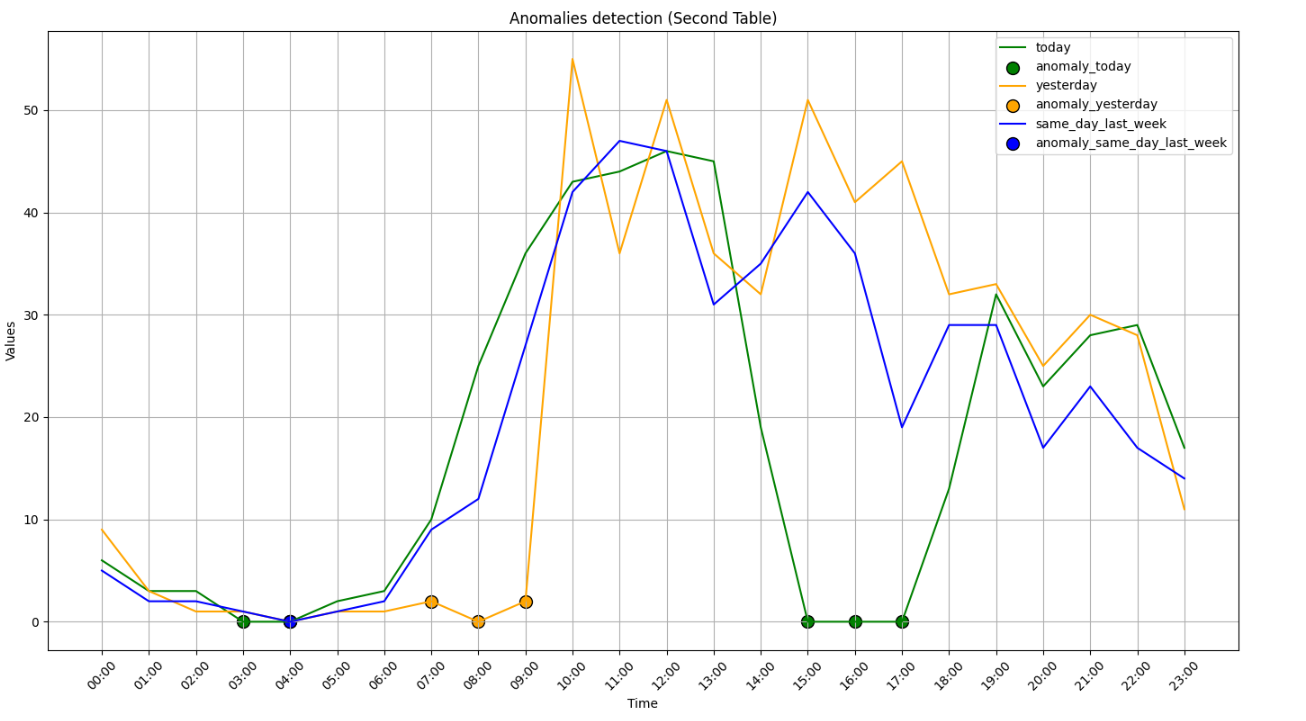 Anomalies detection (Second Table)
today
anomaly_today
yesterday
anomaly_yesterday
same_day_last_week
anomaly_same_day_last_week
50
40
30
20
10
0
Values
00:00 01:00 02:00 03:00 04:00 05:00 06:00 07:00 08:00 09:00 10:00 11:00 12:00 13:00 14:00 15:00 16:00 17:00 18:00 19:00 20:00 21:00 22:00 23:00
Time